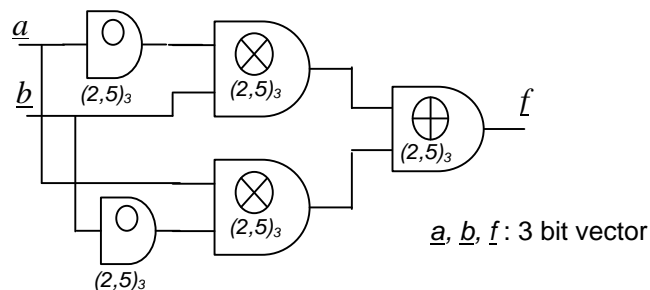 a
(2,5)₃
(2,5)₃
b
(2,5)₃
f
(2,5)₃
(2,5)₃
a, b, f : 3 bit vector